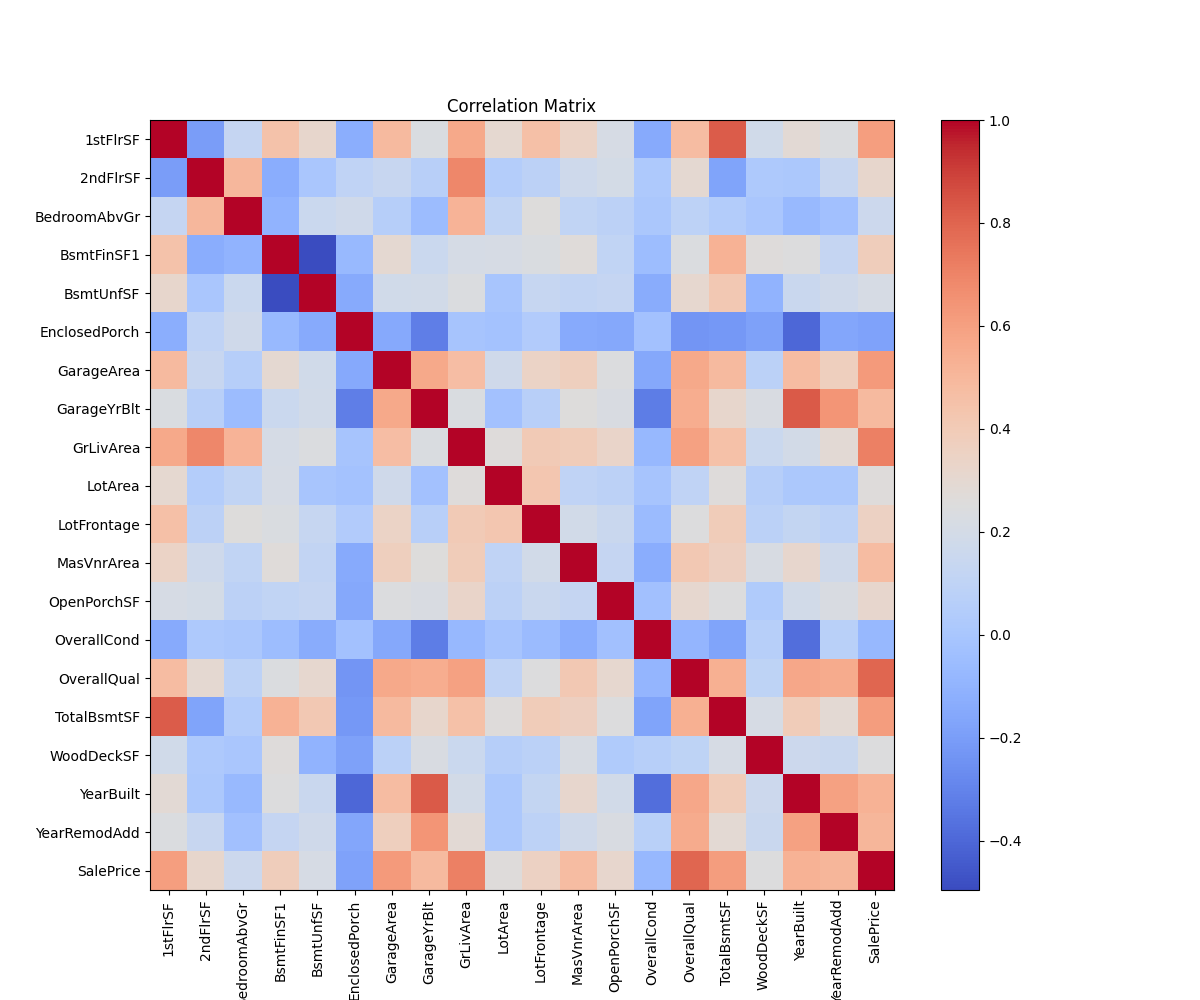 Correlation Matrix
1stFlrSF
2ndFlrSF
BedroomAbvGr
BsmtFinSF1
BsmtUnfSF
EnclosedPorch
GarageArea
GarageYrBlt
GrLivArea
LotArea
LotFrontage
MasVnrArea
OpenPorchSF
OverallCond
OverallQual
TotalBsmtSF
WoodDeckSF
YearBuilt
YearRemodAdd
SalePrice
1stFlrSF
2ndFlrSF
edroomAbvGr
BsmtFinSF1
BsmtUnfSF
EnclosedPorch
GarageArea
GarageYrBlt
GrLivArea
LotArea
LotFrontage
MasVnrArea
OpenPorchSF
OverallCond
OverallQual
TotalBsmtSF
WoodDeckSF
YearBuilt
earRemodAdd
SalePrice
1.0
0.8
0.6
0.4
0.2
0.0
−0.2
−0.4